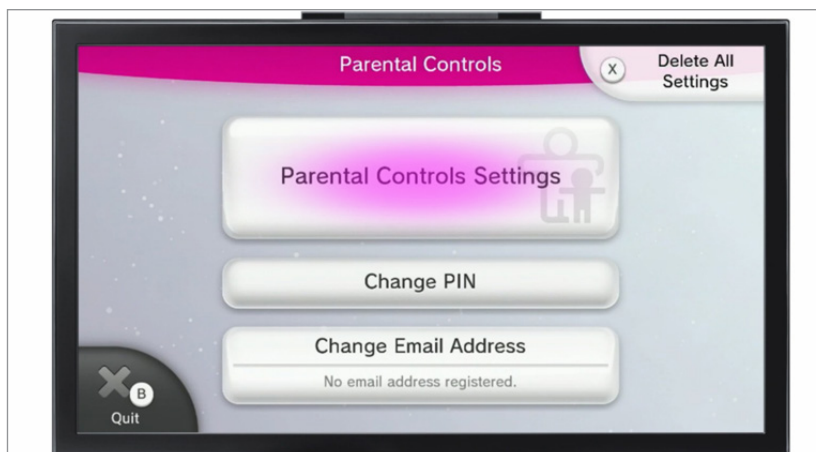 Parental Controls
X
Delete All
Settings
Parental Controls Settings
Change PIN
Change Email Address
No email address registered.
B
Quit